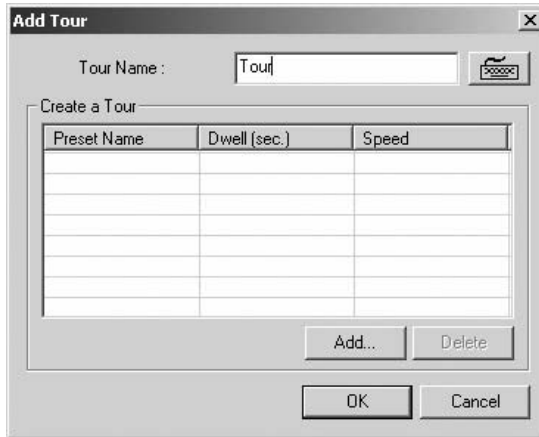 Add Tour
Tour Name : Tour
Create a Tour
Preset Name Dwell (sec.) Speed
Add... Delete
OK Cancel